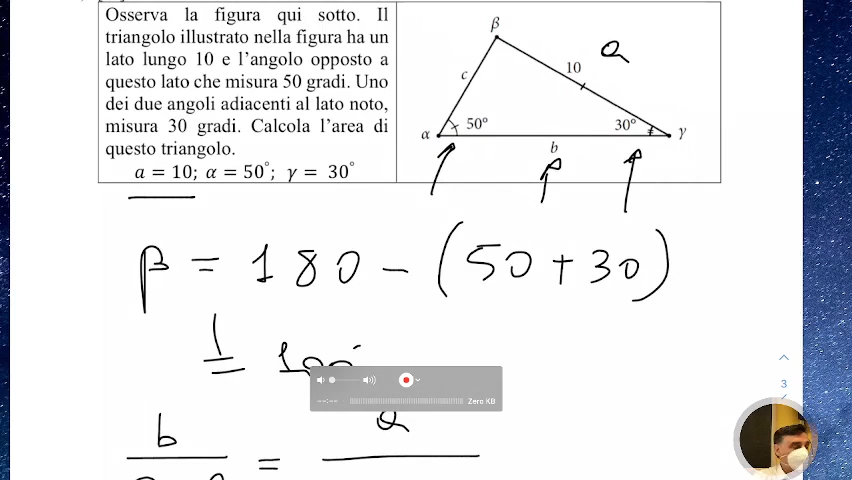 Osserva la figura qui sotto. Il
triangolo illustrato nella figura ha un
lato lungo 10 e l'angolo opposto a
questo lato che misura 50 gradi. Uno
dei due angoli adiacenti al lato noto,
misura 30 gradi. Calcola l'area di
questo triangolo.
a = 10; α = 50°; γ = 30°
β
a
10
c
α
50°
30°
γ
b
β = 180 - (50 + 30)
= 100°
Zero KB
3
b
a
=